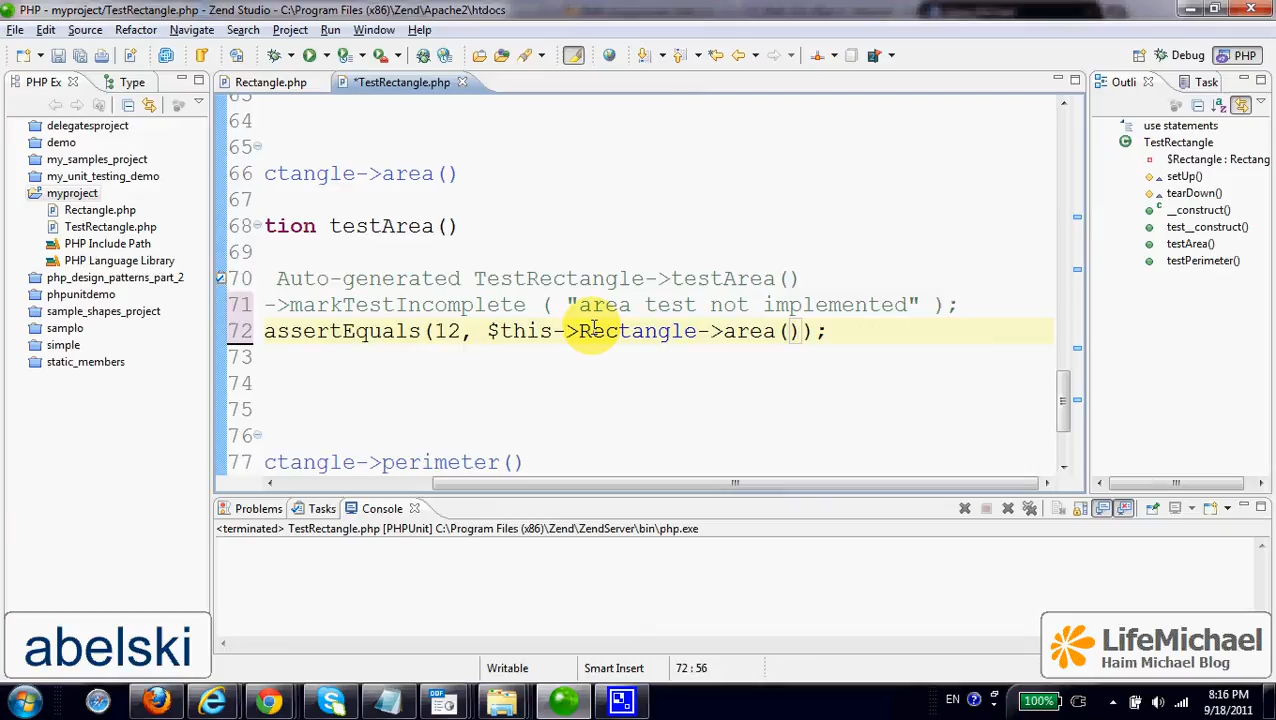 PHP - myproject/TestRectangle.php - Zend Studio - C:\Program Files (x86)\Zend\Apache2\htdocs
File Edit Source Refactor Navigate Search Project Run Window Help
Debug PHP
PHP Ex Type
Rectangle.php *TestRectangle.php
Outli Task
delegatesproject
demo
my_samples_project
my_unit_testing_demo
myproject
Rectangle.php
TestRectangle.php
PHP Include Path
PHP Language Library
php_design_patterns_part_2
phpunitdemo
sample_shapes_project
samplo
simple
static_members
63
64
65
66 ctangle->area()
67
68 tion testArea()
69
70 Auto-generated TestRectangle->testArea()
71 ->markTestIncomplete ( "area test not implemented" );
72 assertEquals(12, $this->Rectangle->area());
73
74
75
76
77 ctangle->perimeter()
use statements
TestRectangle
$Rectangle : Rectang
setUp()
tearDown()
__construct()
test__construct()
testArea()
testPerimeter()
Problems Tasks Console
<terminated> TestRectangle.php [PHPUnit] C:\Program Files (x86)\Zend\ZendServer\bin\php.exe
abelski
LifeMichael
Haim Michael Blog
Writable Smart Insert 72 : 56
EN 100% 8:16 PM
9/18/2011